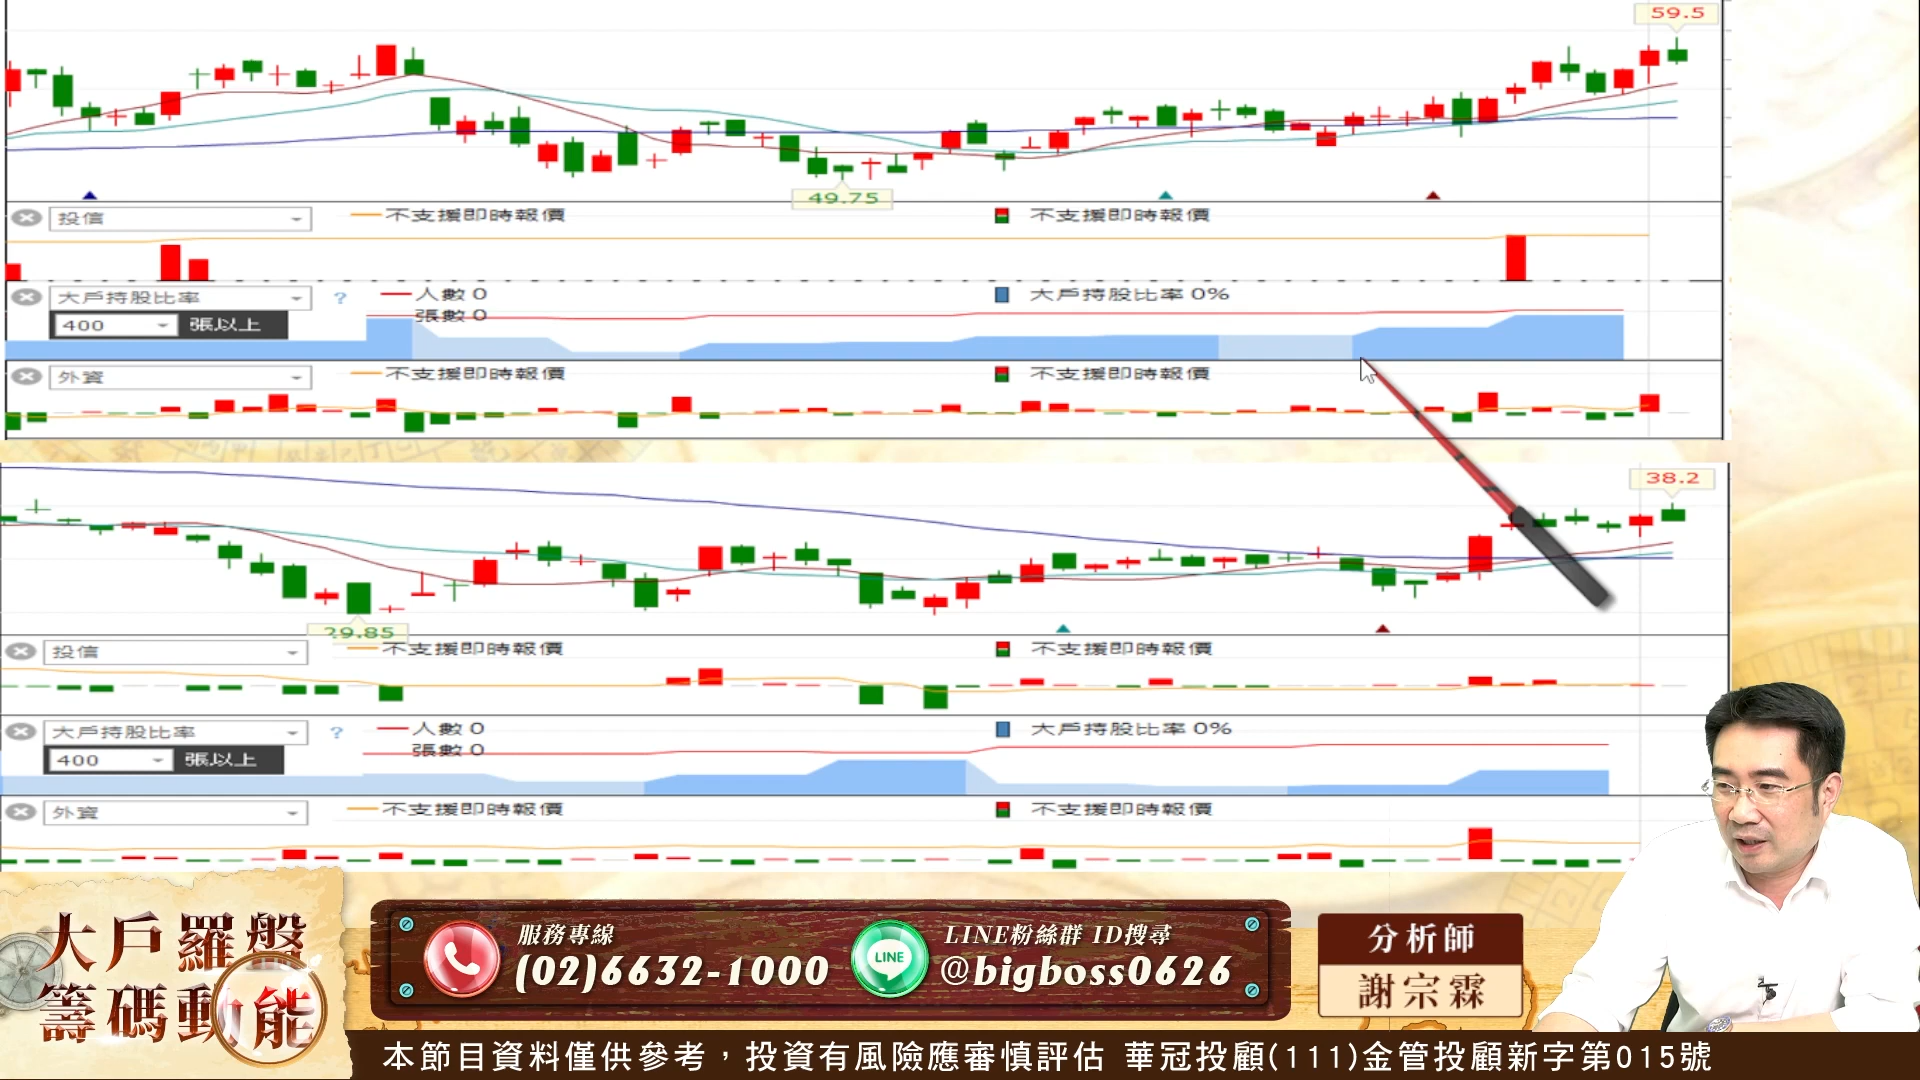 59.5
49.75
投信
不支援即時報價
不支援即時報價
大戶持股比率
?
人數 0
張數 0
大戶持股比率 0%
400
張以上
外資
不支援即時報價
不支援即時報價
38.2
29.85
投信
不支援即時報價
不支援即時報價
大戶持股比率
?
人數 0
張數 0
大戶持股比率 0%
400
張以上
外資
不支援即時報價
不支援即時報價
大戶羅盤
籌碼動能
服務專線
(02)6632-1000
LINE
LINE粉絲群 ID搜尋
@bigboss0626
分析師
謝宗霖
本節目資料僅供參考，投資有風險應審慎評估 華冠投顧(111)金管投顧新字第015號